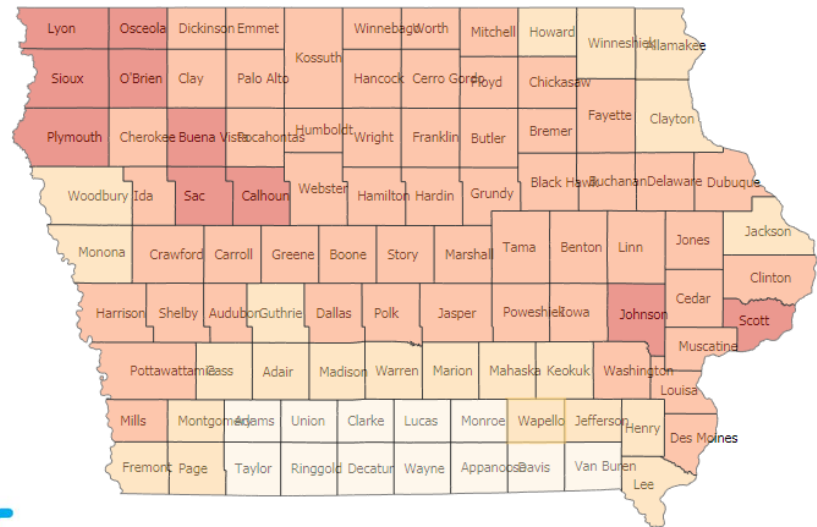 Lyon Osceola Dickinson Emmet Winnebago Worth Mitchell Howard Winneshiek Allamakee
Kossuth
Sioux O'Brien Clay Palo Alto Hancock Cerro Gordo Floyd Chickasaw
Fayette Clayton
Plymouth Cherokee Buena Vista Pocahontas Humboldt Wright Franklin Butler Bremer
Woodbury Ida Sac Calhoun Webster Hamilton Hardin Grundy Black Hawk Buchanan Delaware Dubuque
Monona Crawford Carroll Greene Boone Story Marshall Tama Benton Linn Jones Jackson
Clinton
Harrison Shelby Audubon Guthrie Dallas Polk Jasper Poweshiek Iowa Johnson Cedar Scott
Muscatine
Pottawattamie Cass Adair Madison Warren Marion Mahaska Keokuk Washington Louisa
Mills Montgomery Adams Union Clarke Lucas Monroe Wapello Jefferson Henry Des Moines
Fremont Page Taylor Ringgold Decatur Wayne Appanoose Davis Van Buren Lee